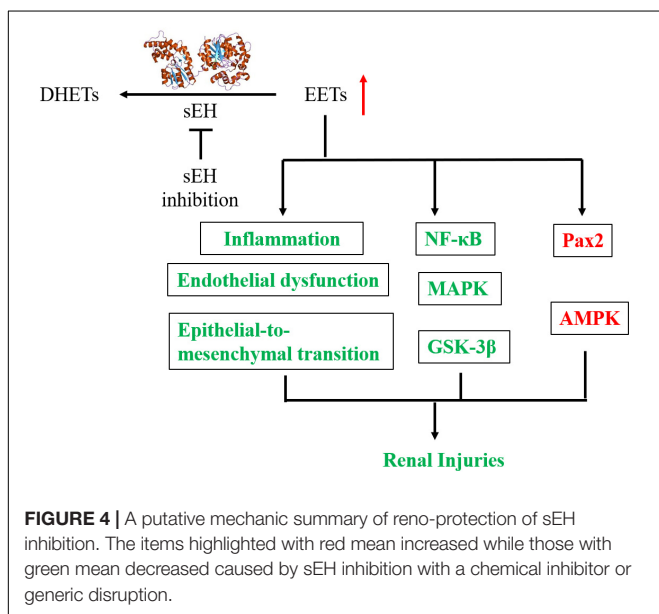 DHETs
EETs
sEH
sEH
inhibition
Inflammation
NF-κB
Pax2
Endothelial dysfunction
MAPK
AMPK
Epithelial-to-
mesenchymal transition
GSK-3β
Renal Injuries
FIGURE 4 | A putative mechanic summary of reno-protection of sEH
inhibition. The items highlighted with red mean increased while those with
green mean decreased caused by sEH inhibition with a chemical inhibitor or
generic disruption.